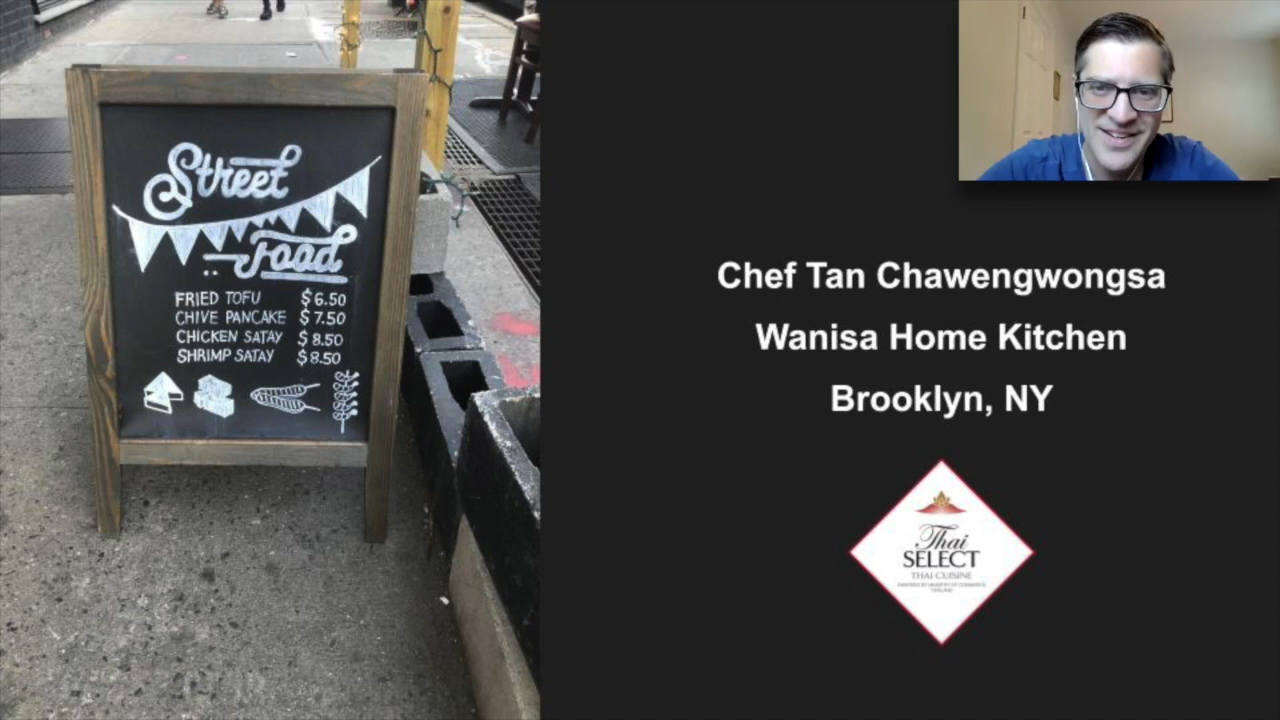 Street
Food
FRIED TOFU $6.50
CHIVE PANCAKE $7.50
CHICKEN SATAY $8.50
SHRIMP SATAY $8.50
Chef Tan Chawengwongsa
Wanisa Home Kitchen
Brooklyn, NY
Thai
SELECT
THAI CUISINE